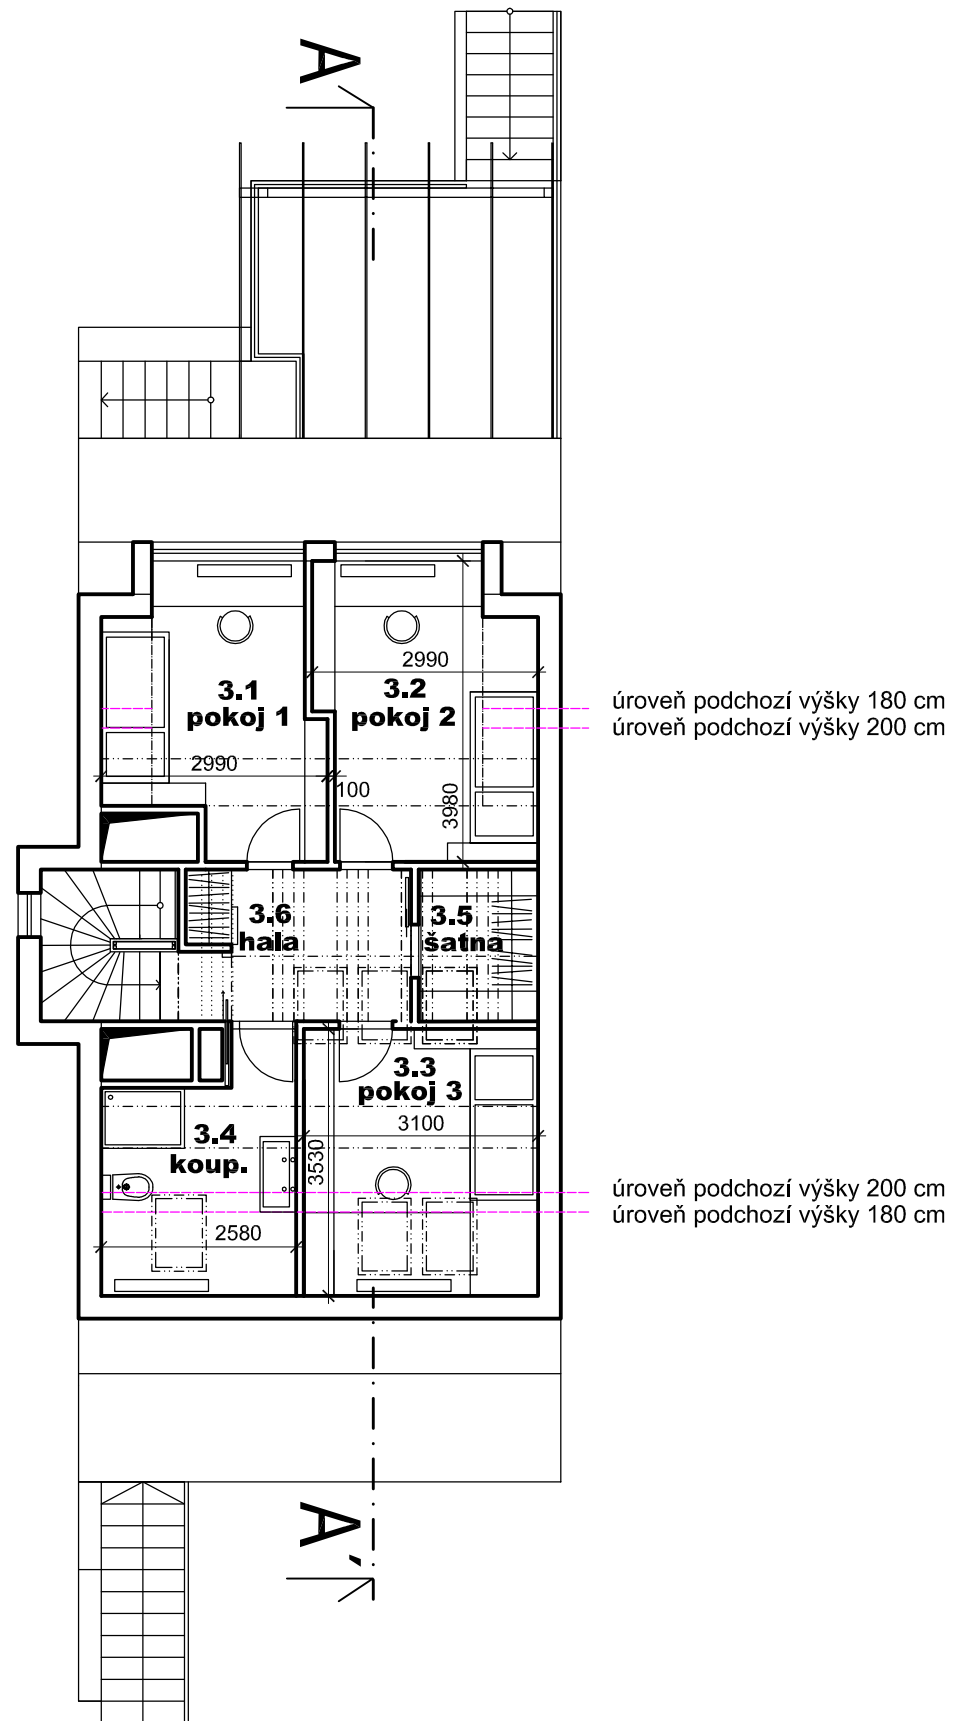 A
2990
3.1
pokoj 1
3.2
pokoj 2
úroveň podchozí výšky 180 cm
úroveň podchozí výšky 200 cm
2990
100
3980
3.6
hala
3.5
šatna
3.3
pokoj 3
3.4
koup.
3100
3530
úroveň podchozí výšky 200 cm
úroveň podchozí výšky 180 cm
2580
A'